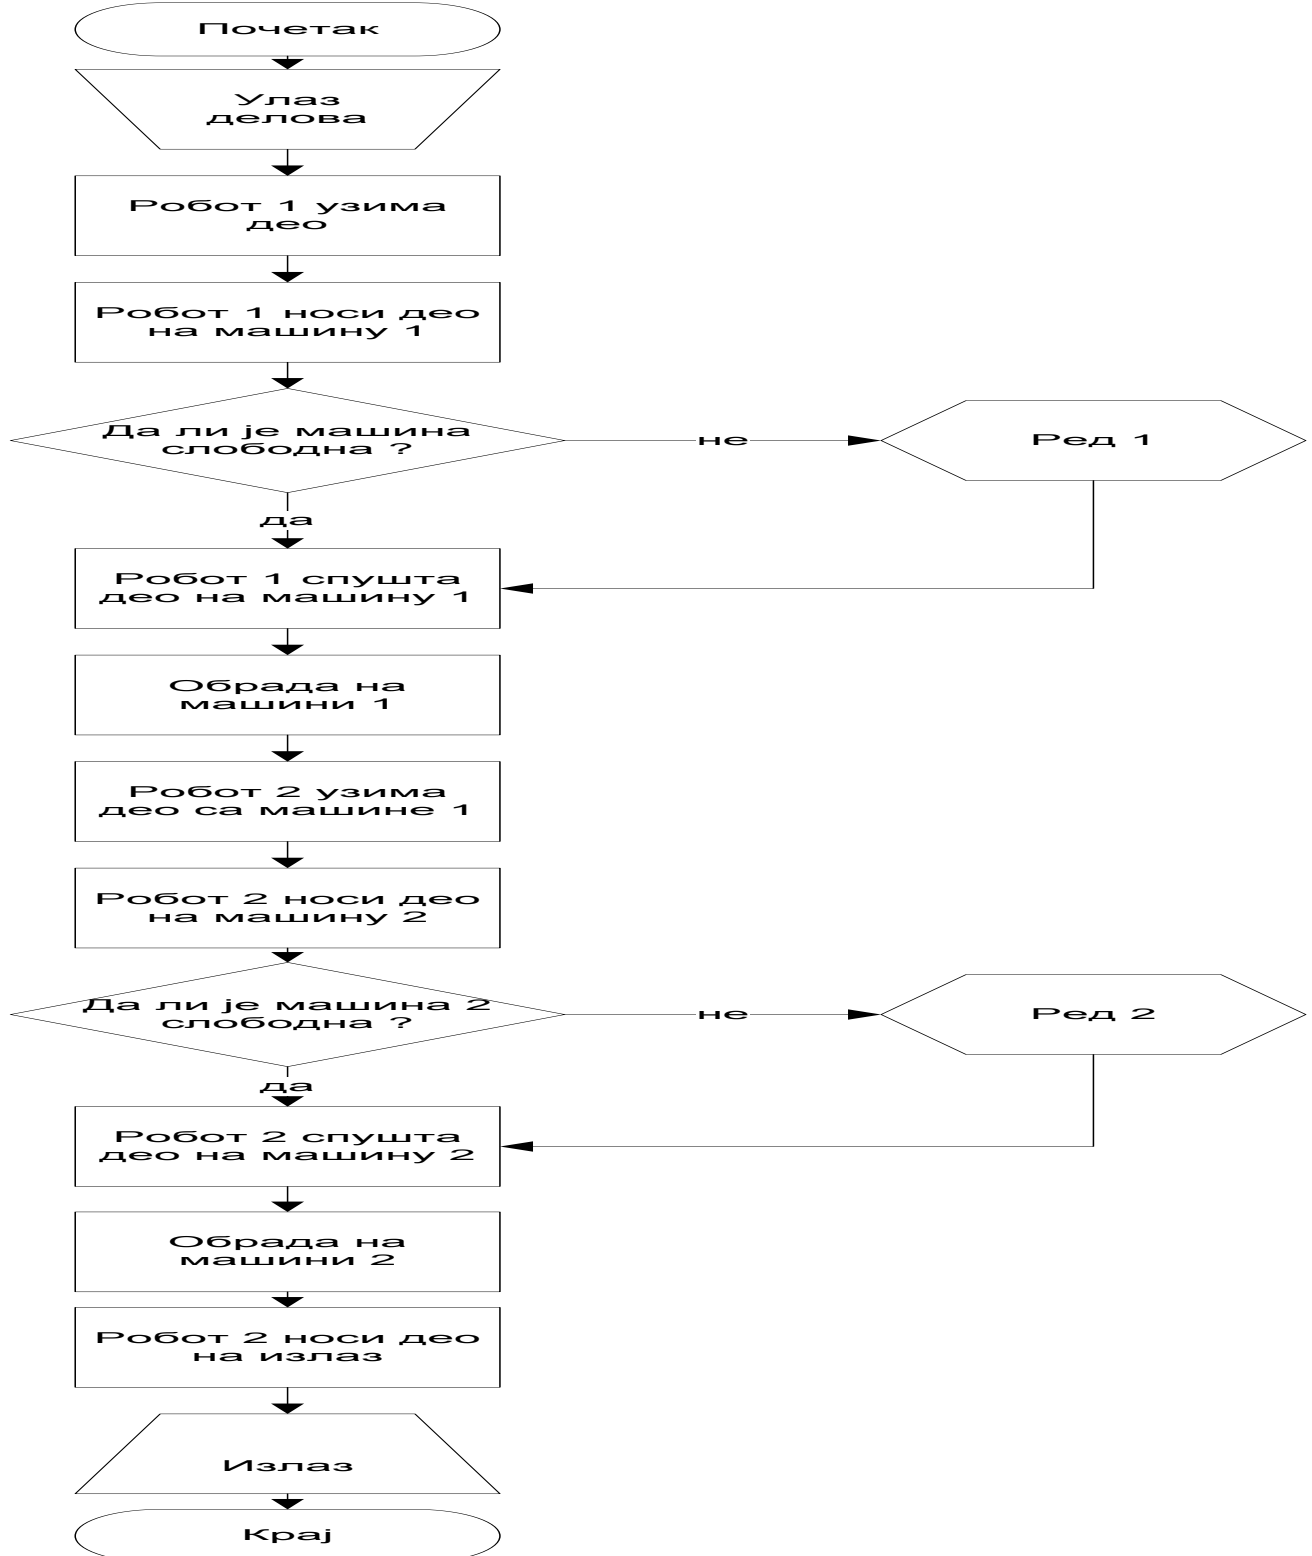 Почетак
Улаз
делова
Робот 1 узима
део
Робот 1 носи део
на машину 1
Да ли је машина
слободна ?
не
Ред 1
да
Робот 1 спушта
део на машину 1
Обрада на
машини 1
Робот 2 узима
део са машине 1
Робот 2 носи део
на машину 2
Да ли је машина 2
слободна ?
не
Ред 2
да
Робот 2 спушта
део на машину 2
Обрада на
машини 2
Робот 2 носи део
на излаз
Излаз
Крај